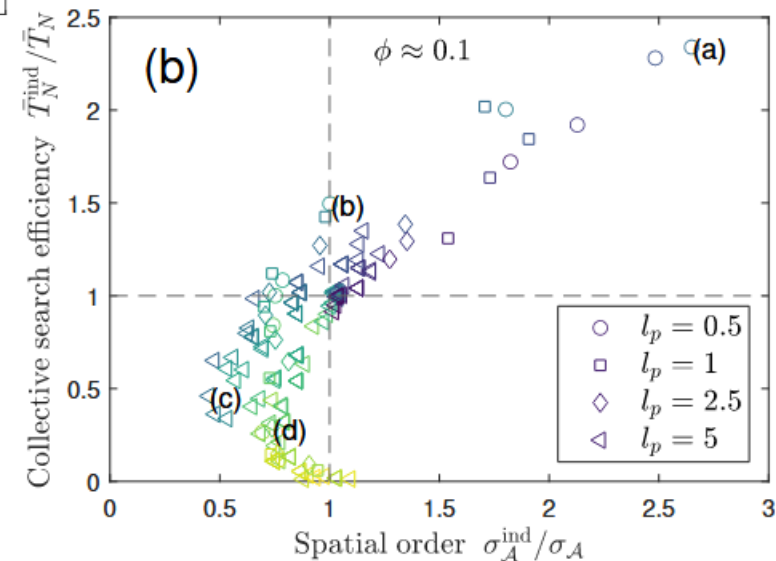 (b)
ϕ ≈ 0.1
(a)
(b)
(c)
(d)
2.5
2
1.5
1
0.5
0
0
0.5
1
1.5
2
2.5
3
l_p = 0.5
l_p = 1
l_p = 2.5
l_p = 5
Collective search efficiency T̄_N^ind/T̄_N
Spatial order σ_𝒜^ind/σ_𝒜